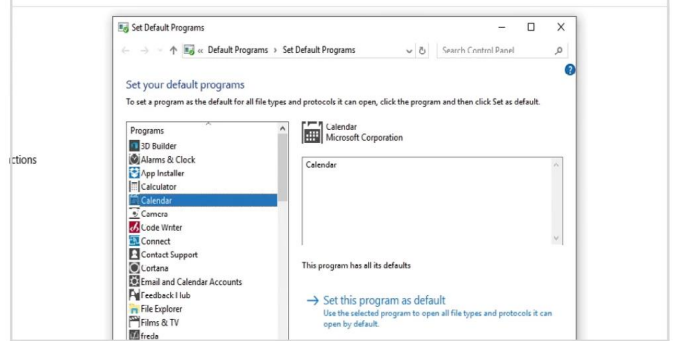 Set Default Programs
« Default Programs > Set Default Programs
Search Control Panel
Set your default programs
To set a program as the default for all file types and protocols it can open, click the program and then click Set as default.
ctions
Programs
3D Builder
Alarms & Clock
App Installer
Calculator
Calendar
Camera
Code Writer
Connect
Contact Support
Cortana
Email and Calendar Accounts
Feedback Hub
File Explorer
Films & TV
freda
Calendar
Microsoft Corporation
Calendar
This program has all its defaults
Set this program as default
Use the selected program to open all file types and protocols it can
open by default.